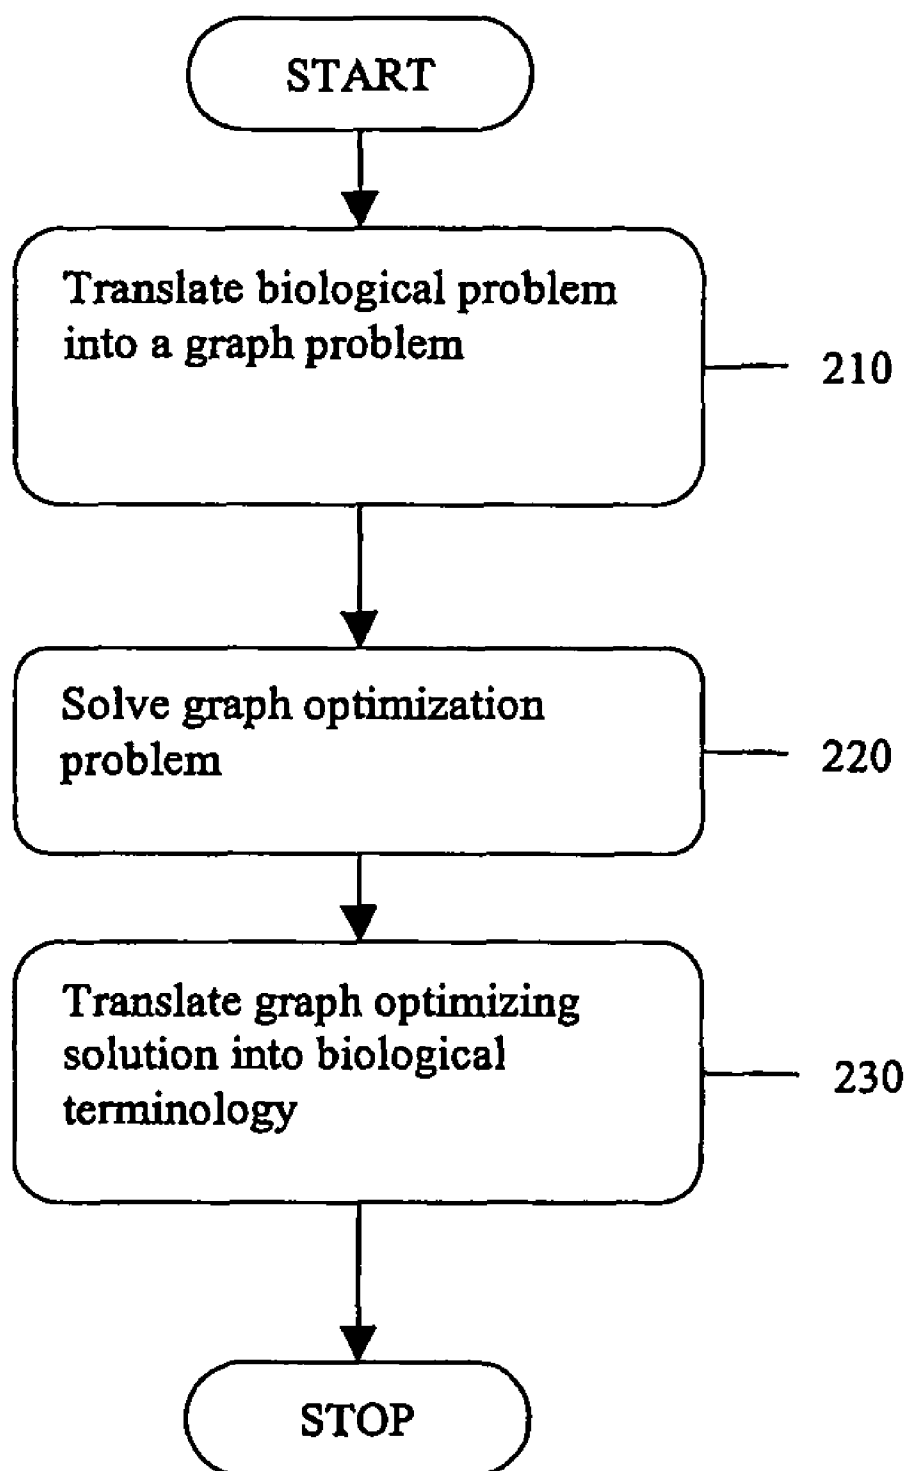 START
Translate biological problem
into a graph problem
210
Solve graph optimization
problem
220
Translate graph optimizing
solution into biological
terminology
230
STOP